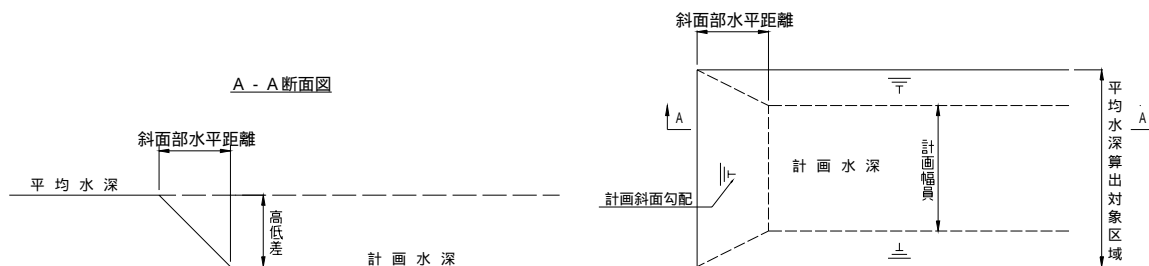 A - A断面図
斜面部水平距離
平均水深
高低差
計画水深
斜面部水平距離
A
A
計画斜面勾配
計画水深
計画幅員
平均水深算出対象区域